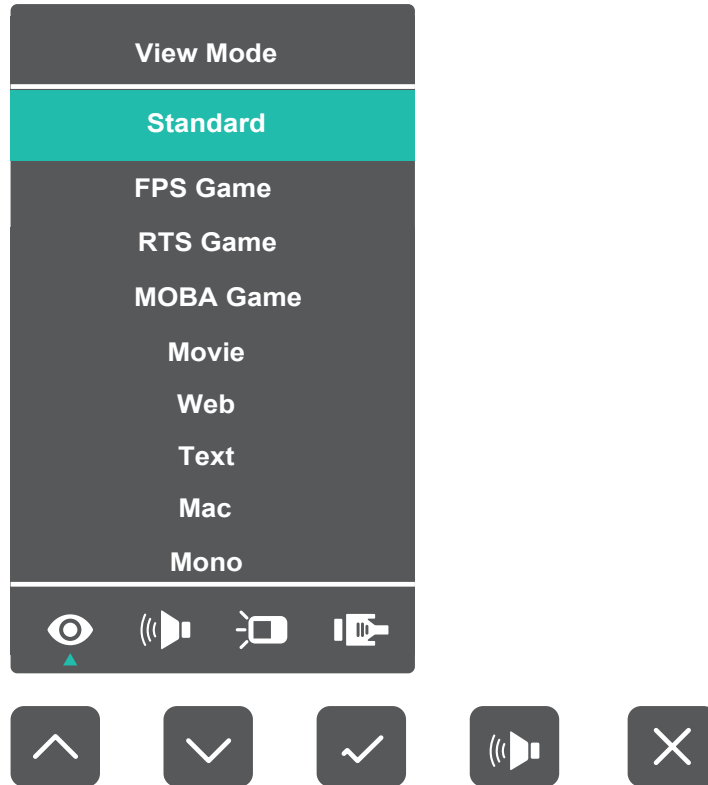 View Mode
Standard
FPS Game
RTS Game
MOBA Game
Movie
Web
Text
Mac
Mono